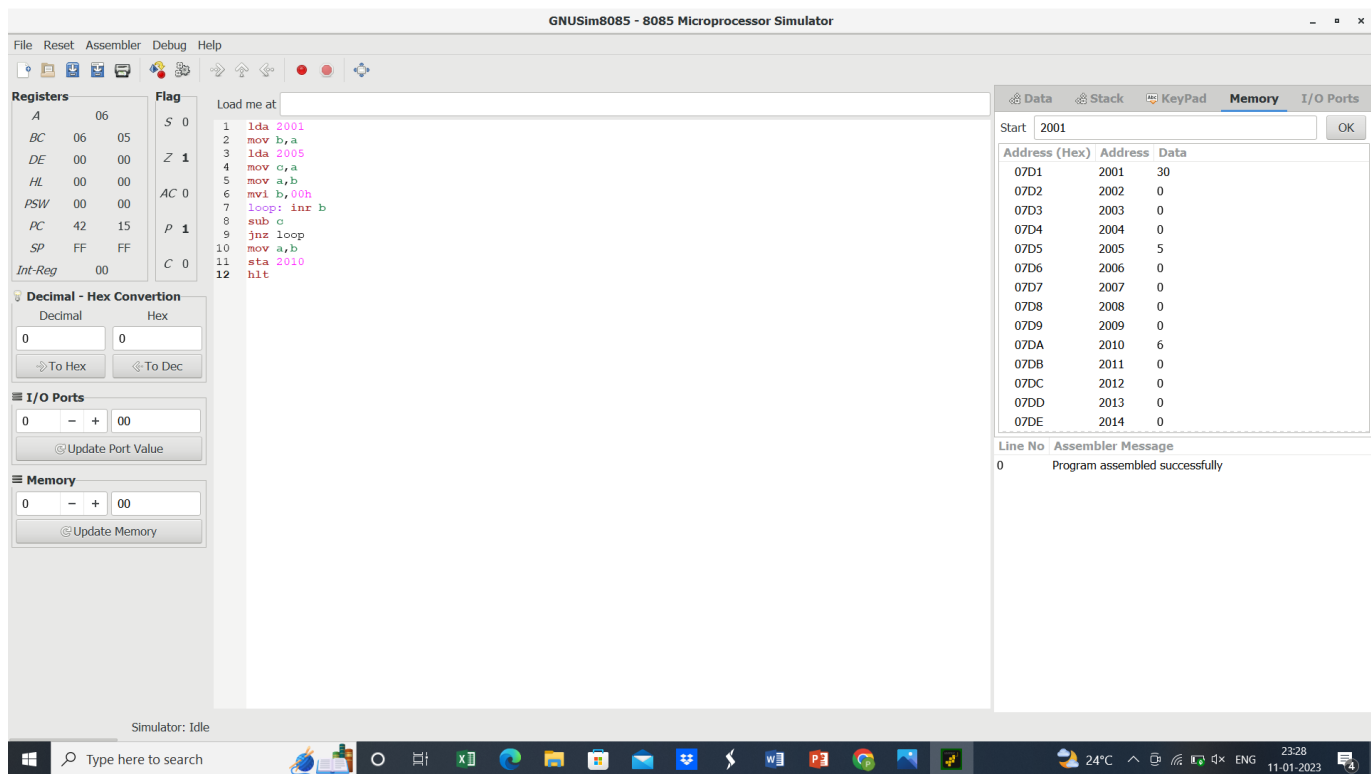 GNUSim8085 - 8085 Microprocessor Simulator
File Reset Assembler Debug Help
Registers
A 06
BC 06 05
DE 00 00
HL 00 00
PSW 00 00
PC 42 15
SP FF FF
Int-Reg 00
Flag
S 0
Z 1
AC 0
P 1
C 0
Decimal - Hex Convertion
Decimal Hex
0 0
To Hex To Dec
I/O Ports
0 - + 00
Update Port Value
Memory
0 - + 00
Update Memory
Load me at
1 lda 2001
2 mov b,a
3 lda 2005
4 mov c,a
5 mov a,b
6 mvi b,00h
7 loop: inr b
8 sub c
9 jnz loop
10 mov a,b
11 sta 2010
12 hlt
Data Stack KeyPad Memory I/O Ports
Start 2001 OK
Address (Hex) Address Data
07D1 2001 30
07D2 2002 0
07D3 2003 0
07D4 2004 0
07D5 2005 5
07D6 2006 0
07D7 2007 0
07D8 2008 0
07D9 2009 0
07DA 2010 6
07DB 2011 0
07DC 2012 0
07DD 2013 0
07DE 2014 0
Line No Assembler Message
0 Program assembled successfully
Simulator: Idle
Type here to search
24°C ENG
23:28
11-01-2023
4